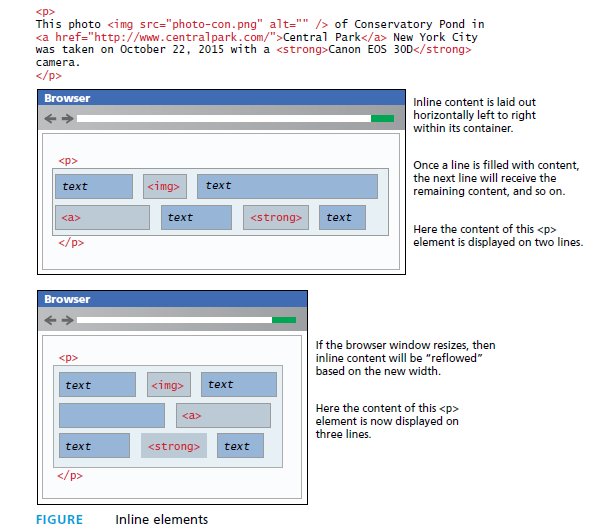 <p>
This photo <img src="photo-con.png" alt="" /> of Conservatory Pond in
<a href="http://www.centralpark.com/">Central Park</a> New York City
was taken on October 22, 2015 with a <strong>Canon EOS 30D</strong>
camera.
</p>
Browser
<p>
text <img> text
<a> text <strong> text
</p>
Inline content is laid out
horizontally left to right
within its container.
Once a line is filled with content,
the next line will receive the
remaining content, and so on.
Here the content of this <p>
element is displayed on two lines.
Browser
<p>
text <img> text
<a>
text <strong> text
</p>
If the browser window resizes, then
inline content will be “reflowed”
based on the new width.
Here the content of this <p>
element is now displayed on
three lines.
FIGURE Inline elements